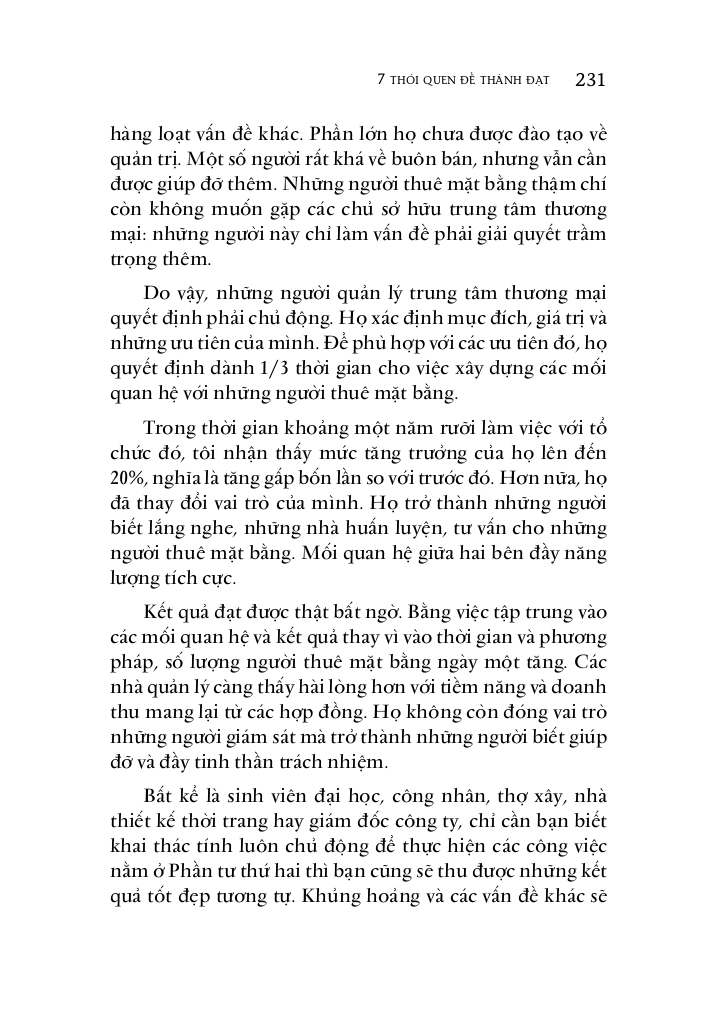 7 THÓI QUEN ĐỂ THÀNH ĐẠT 231
hàng loạt vấn đề khác. Phần lớn họ chưa được đào tạo về
quản trị. Một số người rất khá về buôn bán, nhưng vẫn cần
được giúp đỡ thêm. Những người thuê mặt bằng thậm chí
còn không muốn gặp các chủ sở hữu trung tâm thương
mại: những người này chỉ làm vấn đề phải giải quyết trầm
trọng thêm.
Do vậy, những người quản lý trung tâm thương mại
quyết định phải chủ động. Họ xác định mục đích, giá trị và
những ưu tiên của mình. Để phù hợp với các ưu tiên đó, họ
quyết định dành 1/3 thời gian cho việc xây dựng các mối
quan hệ với những người thuê mặt bằng.
Trong thời gian khoảng một năm rưỡi làm việc với tổ
chức đó, tôi nhận thấy mức tăng trưởng của họ lên đến
20%, nghĩa là tăng gấp bốn lần so với trước đó. Hơn nữa, họ
đã thay đổi vai trò của mình. Họ trở thành những người
biết lắng nghe, những nhà huấn luyện, tư vấn cho những
người thuê mặt bằng. Mối quan hệ giữa hai bên đầy năng
lượng tích cực.
Kết quả đạt được thật bất ngờ. Bằng việc tập trung vào
các mối quan hệ và kết quả thay vì vào thời gian và phương
pháp, số lượng người thuê mặt bằng ngày một tăng. Các
nhà quản lý càng thấy hài lòng hơn với tiềm năng và doanh
thu mang lại từ các hợp đồng. Họ không còn đóng vai trò
những người giám sát mà trở thành những người biết giúp
đỡ và đầy tinh thần trách nhiệm.
Bất kể là sinh viên đại học, công nhân, thợ xây, nhà
thiết kế thời trang hay giám đốc công ty, chỉ cần bạn biết
khai thác tính luôn chủ động để thực hiện các công việc
nằm ở Phần tư thứ hai thì bạn cũng sẽ thu được những kết
quả tốt đẹp tương tự. Khủng hoảng và các vấn đề khác sẽ